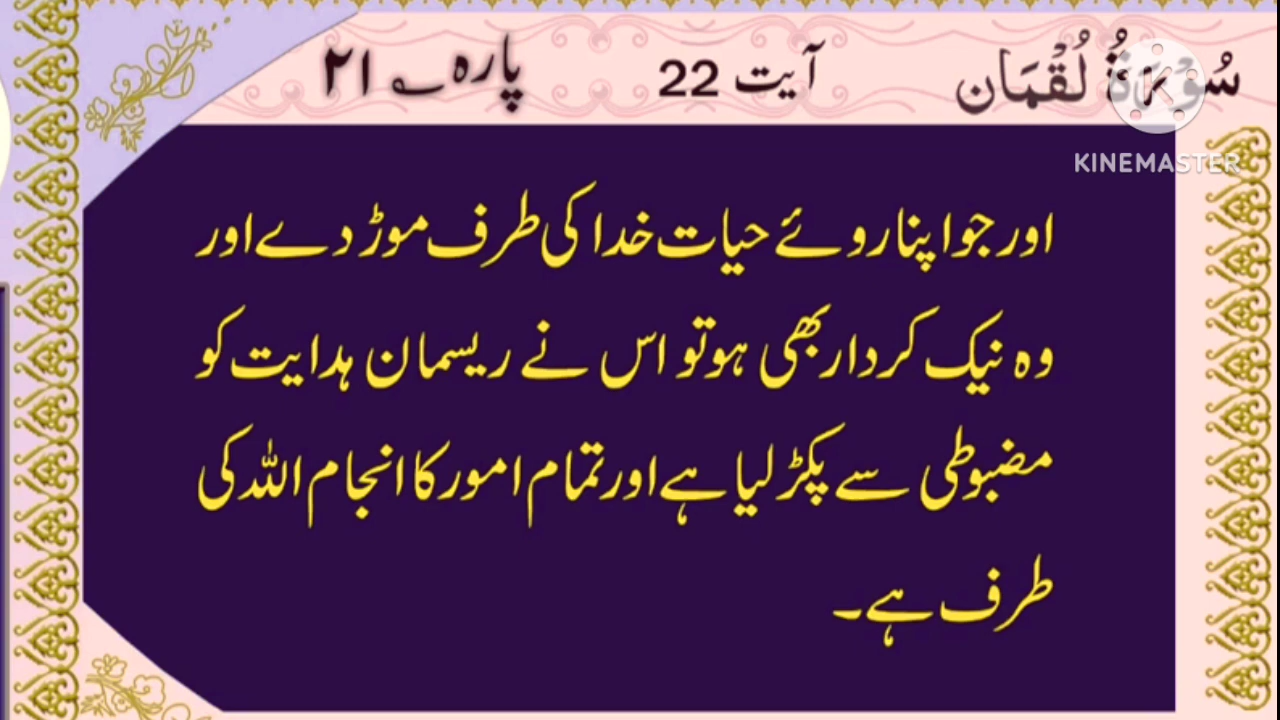 سُوْرَةُ لُقْمَان آیت 22 پارہ ۲۱
KINEMASTER
اور جو اپنا روئے حیات خدا کی طرف موڑ دے اور
وہ نیک کردار بھی ہو تو اس نے ریسمان ہدایت کو
مضبوطی سے پکڑ لیا ہے اور تمام امور کا انجام اللہ کی
طرف ہے۔